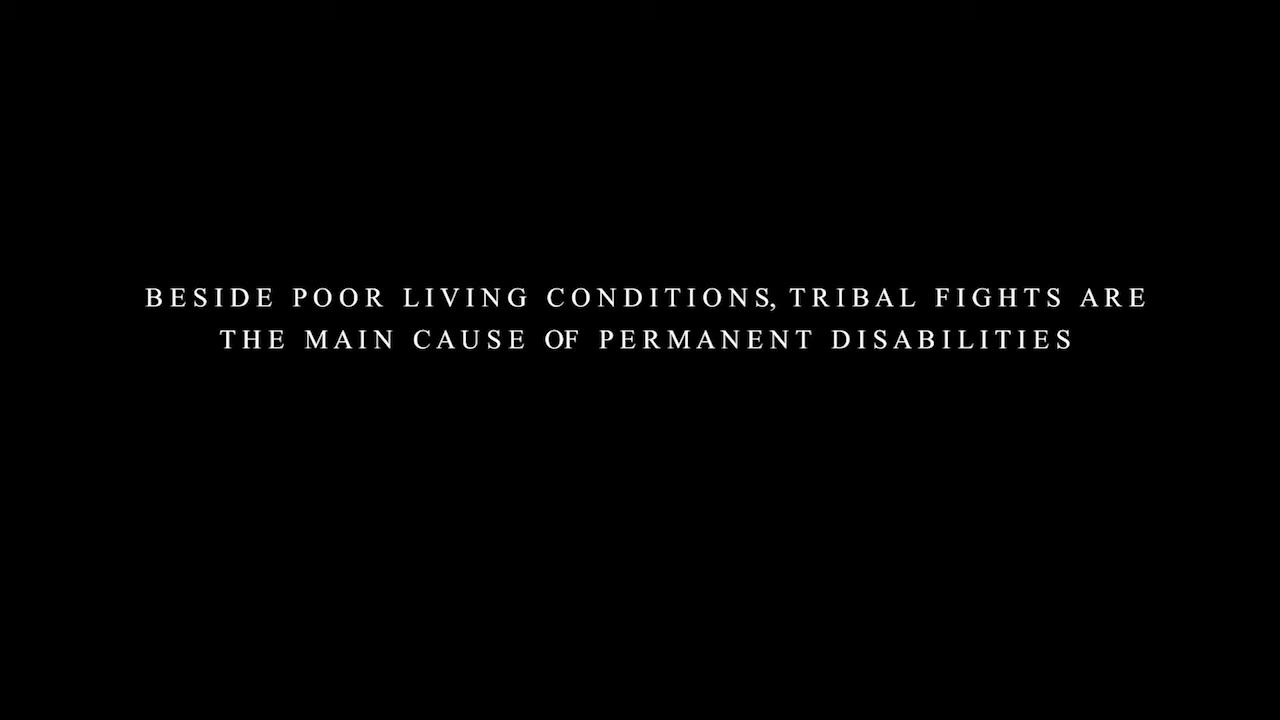 BESIDE POOR LIVING CONDITIONS, TRIBAL FIGHTS ARE
THE MAIN CAUSE OF PERMANENT DISABILITIES